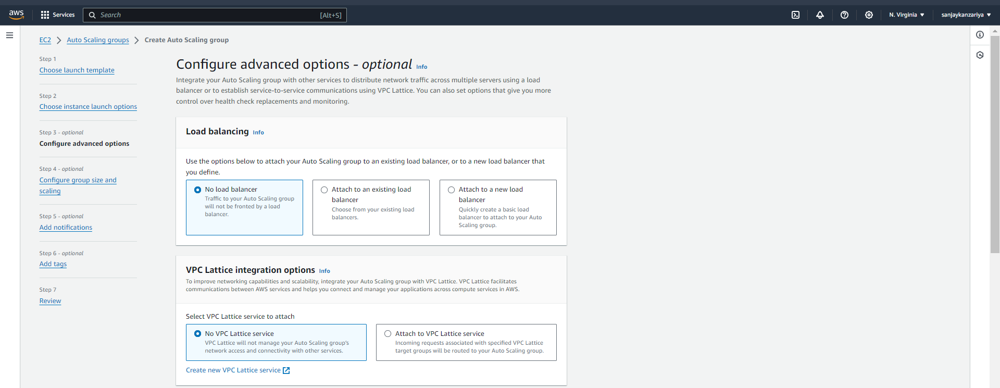 aws
Services
Search
[Alt+S]
N. Virginia
sanjaykanzariya
EC2
Auto Scaling groups
Create Auto Scaling group
Step 1
Choose launch template
Step 2
Choose instance launch options
Step 3 - optional
Configure advanced options
Step 4 - optional
Configure group size and
scaling
Step 5 - optional
Add notifications
Step 6 - optional
Add tags
Step 7
Review
Configure advanced options - optional Info
Integrate your Auto Scaling group with other services to distribute network traffic across multiple servers using a load
balancer or to establish service-to-service communications using VPC Lattice. You can also set options that give you more
control over health check replacements and monitoring.
Load balancing Info
Use the options below to attach your Auto Scaling group to an existing load balancer, or to a new load balancer that
you define.
No load balancer
Traffic to your Auto Scaling group
will not be fronted by a load
balancer.
Attach to an existing load
balancer
Choose from your existing load
balancers.
Attach to a new load
balancer
Quickly create a basic load
balancer to attach to your Auto
Scaling group.
VPC Lattice integration options Info
To improve networking capabilities and scalability, integrate your Auto Scaling group with VPC Lattice. VPC Lattice facilitates
communications between AWS services and helps you connect and manage your applications across compute services in AWS.
Select VPC Lattice service to attach
No VPC Lattice service
VPC Lattice will not manage your Auto Scaling group's
network access and connectivity with other services.
Attach to VPC Lattice service
Incoming requests associated with specified VPC Lattice
target groups will be routed to your Auto Scaling group.
Create new VPC Lattice service